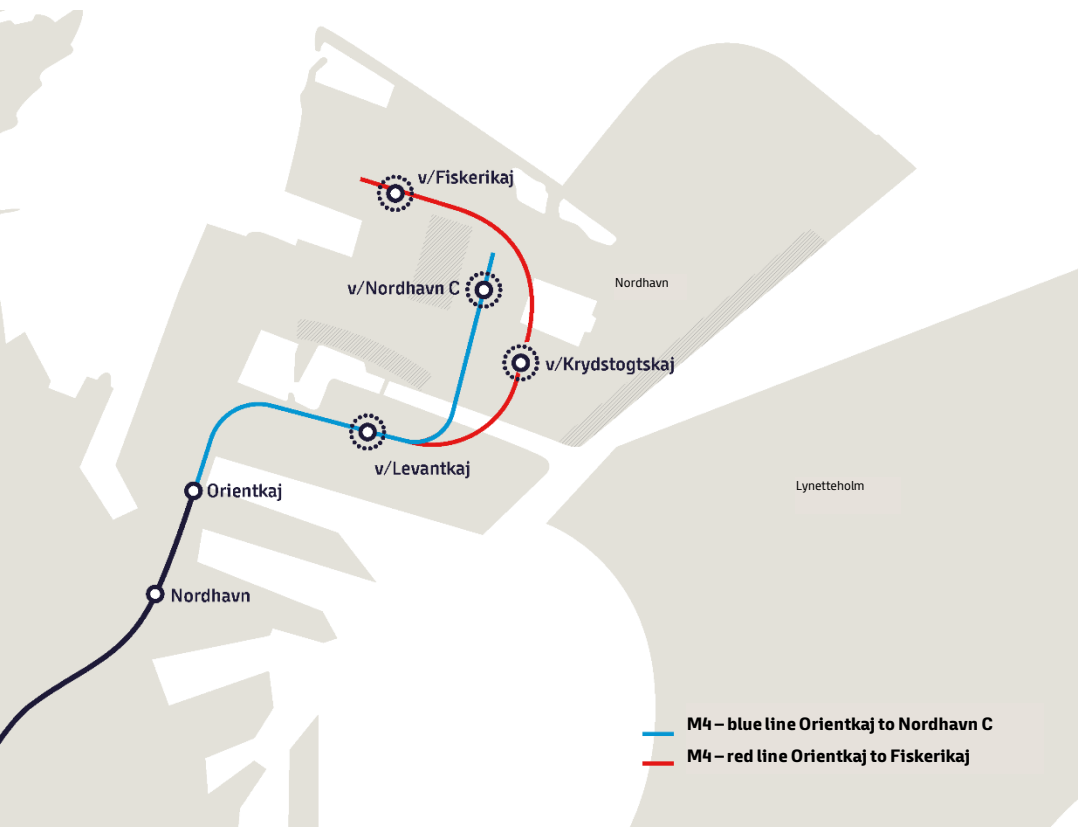 v/Fiskerikaj
v/Nordhavn C
Nordhavn
v/Krydstogtskaj
v/Levantkaj
Orientkaj
Lynetteholm
Nordhavn
M4 – blue line Orientkaj to Nordhavn C
M4 – red line Orientkaj to Fiskerikaj